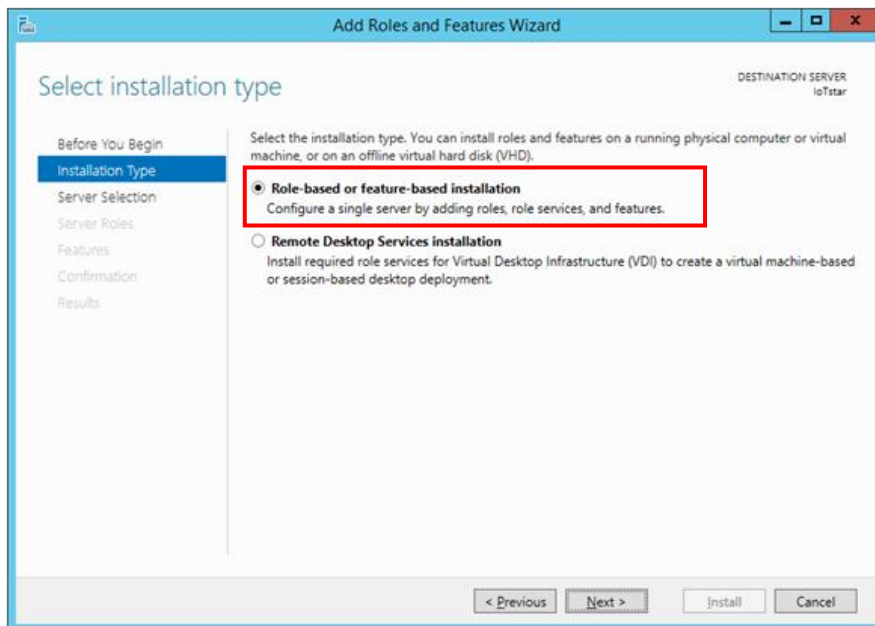 Add Roles and Features Wizard
Select installation type
DESTINATION SERVER
IoTstar
Before You Begin
Installation Type
Server Selection
Server Roles
Features
Confirmation
Results
Select the installation type. You can install roles and features on a running physical computer or virtual
machine, or on an offline virtual hard disk (VHD).
Role-based or feature-based installation
Configure a single server by adding roles, role services, and features.
Remote Desktop Services installation
Install required role services for Virtual Desktop Infrastructure (VDI) to create a virtual machine-based
or session-based desktop deployment.
< Previous Next > Install Cancel